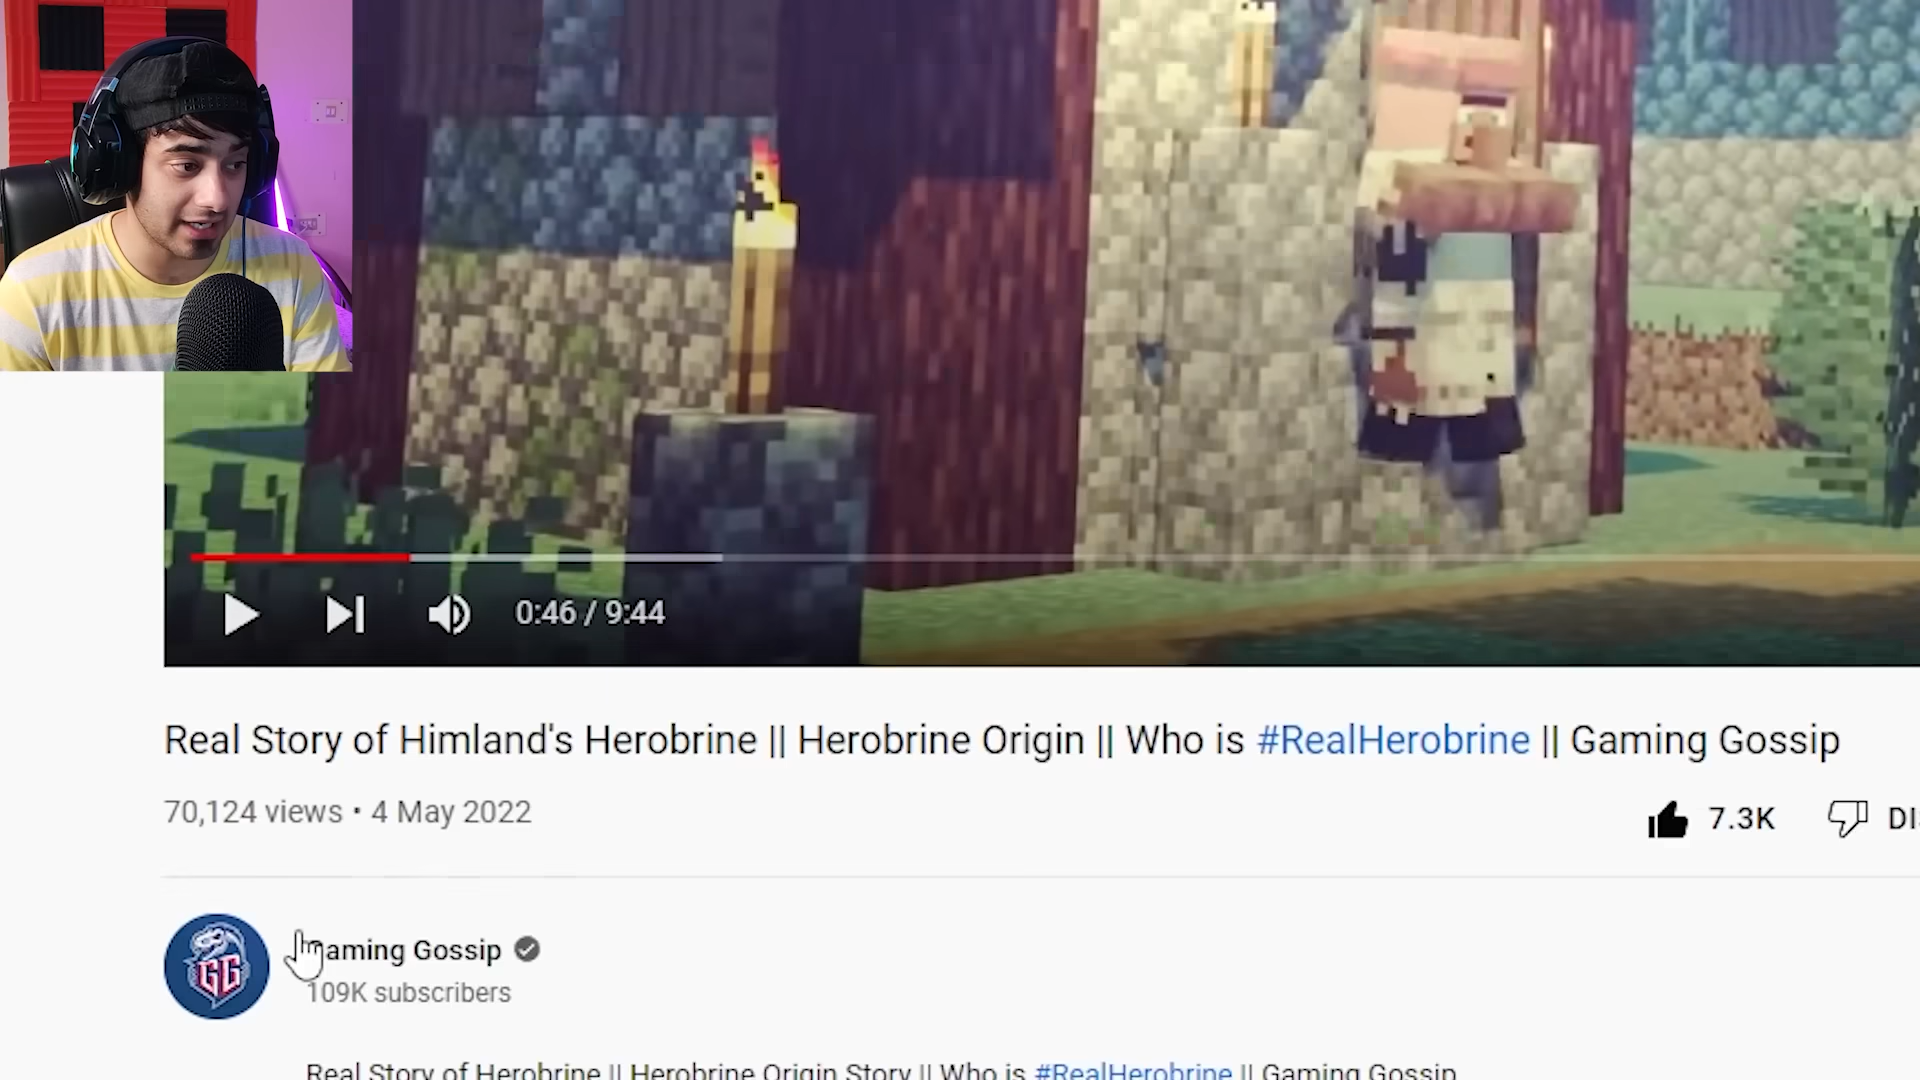 0:46 / 9:44
Real Story of Himland's Herobrine || Herobrine Origin || Who is #RealHerobrine || Gaming Gossip
70,124 views • 4 May 2022
7.3K
GG
aming Gossip
109K subscribers
Real Story of Herobrine || Herobrine Origin Story || Who is #RealHerobrine || Gaming Gossip